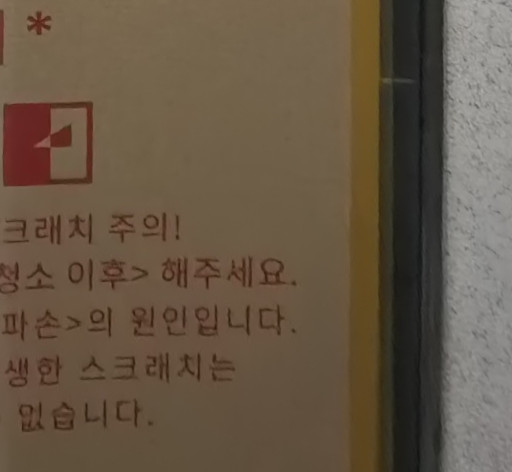 *
크래치 주의!
청소 이후> 해주세요.
파손>의 원인입니다.
생한 스크래치는
없습니다.